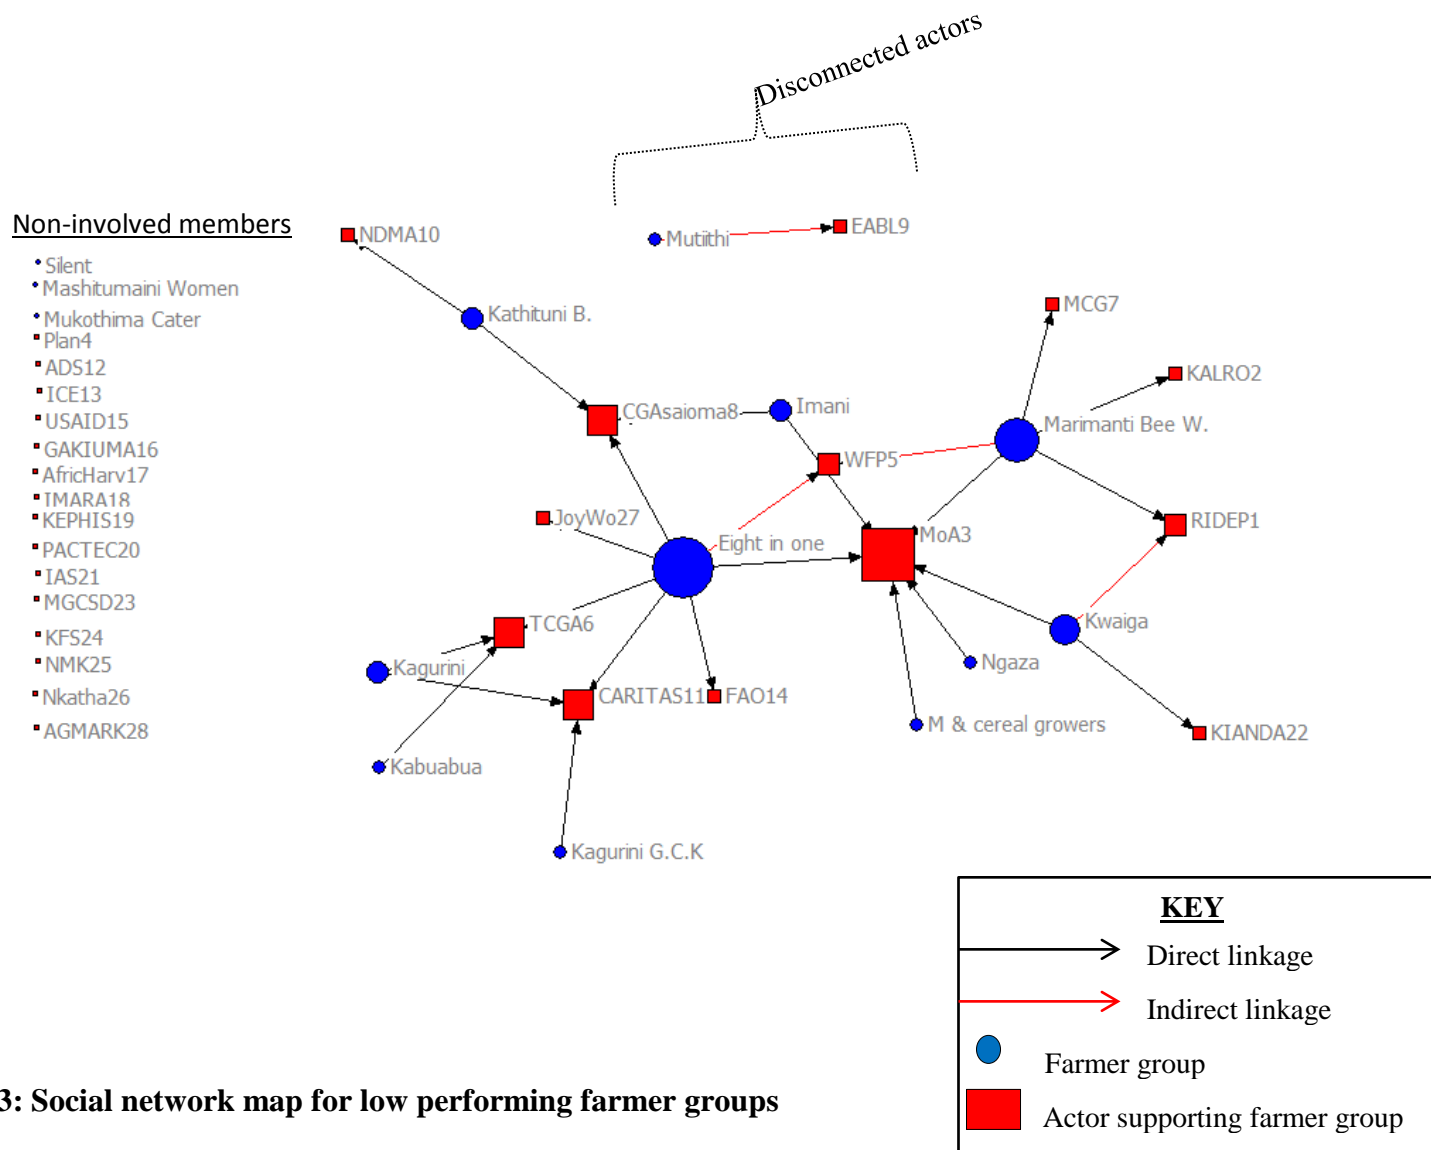 Disconnected actors
Non-involved members
Silent
Mashitumaini Women
Mukothima Cater
Plan4
ADS12
ICE13
USAID15
GAKIUMA16
AfricHarv17
IMARA18
KEPHIS19
PACTEC20
IAS21
MGCSD23
KFS24
NMK25
Nkatha26
AGMARK28
NDMA10
Mutiithi
EABL9
Kathituni B.
MCG7
KALRO2
CGAsaioma8
Imani
Marimanti Bee W.
WFP5
JoyWo27
Eight in one
MoA3
RIDEP1
TCGA6
Kwaiga
Kagurini
Ngaza
CARITAS11
FAO14
M & cereal growers
KIANDA22
Kabuabua
Kagurini G.C.K
KEY
Direct linkage
Indirect linkage
Farmer group
Actor supporting farmer group
3: Social network map for low performing farmer groups